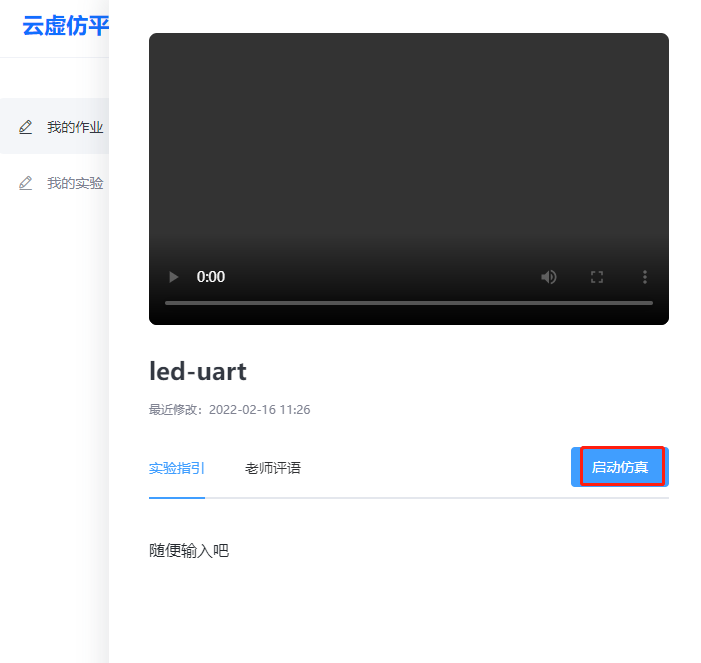 云虚仿平
我的作业
我的实验
0:00
led-uart
最近修改：2022-02-16 11:26
实验指引 老师评语 启动仿真
随便输入吧